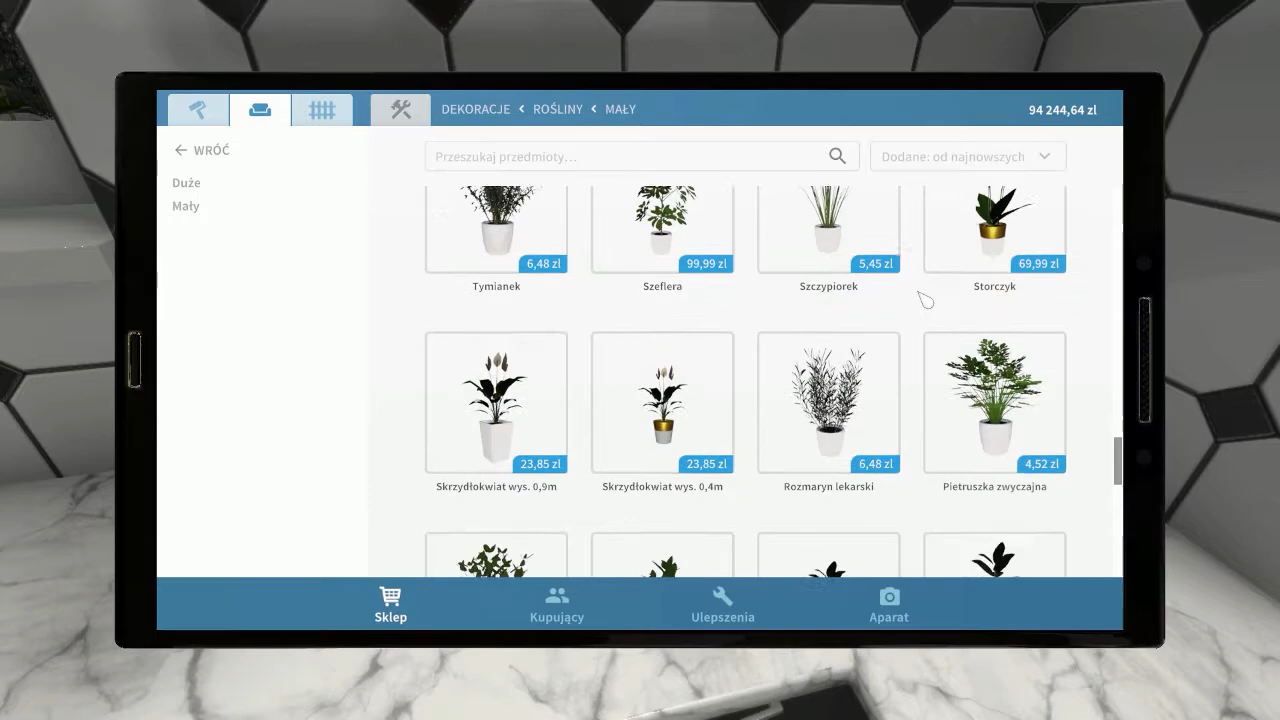 DEKORACJE < ROŚLINY < MAŁY
94 244,64 zl
WRÓĆ
Duże
Mały
Przeszukaj przedmioty...
Dodane: od najnowszych
6,48 zl
99,99 zl
5,45 zl
69,99 zl
Tymianek
Szeflera
Szczypiorek
Storczyk
23,85 zl
23,85 zl
6,48 zl
4,52 zl
Skrzydłokwiat wys. 0,9m
Skrzydłokwiat wys. 0,4m
Rozmaryn lekarski
Pietruszka zwyczajna
Sklep
Kupujący
Ulepszenia
Aparat